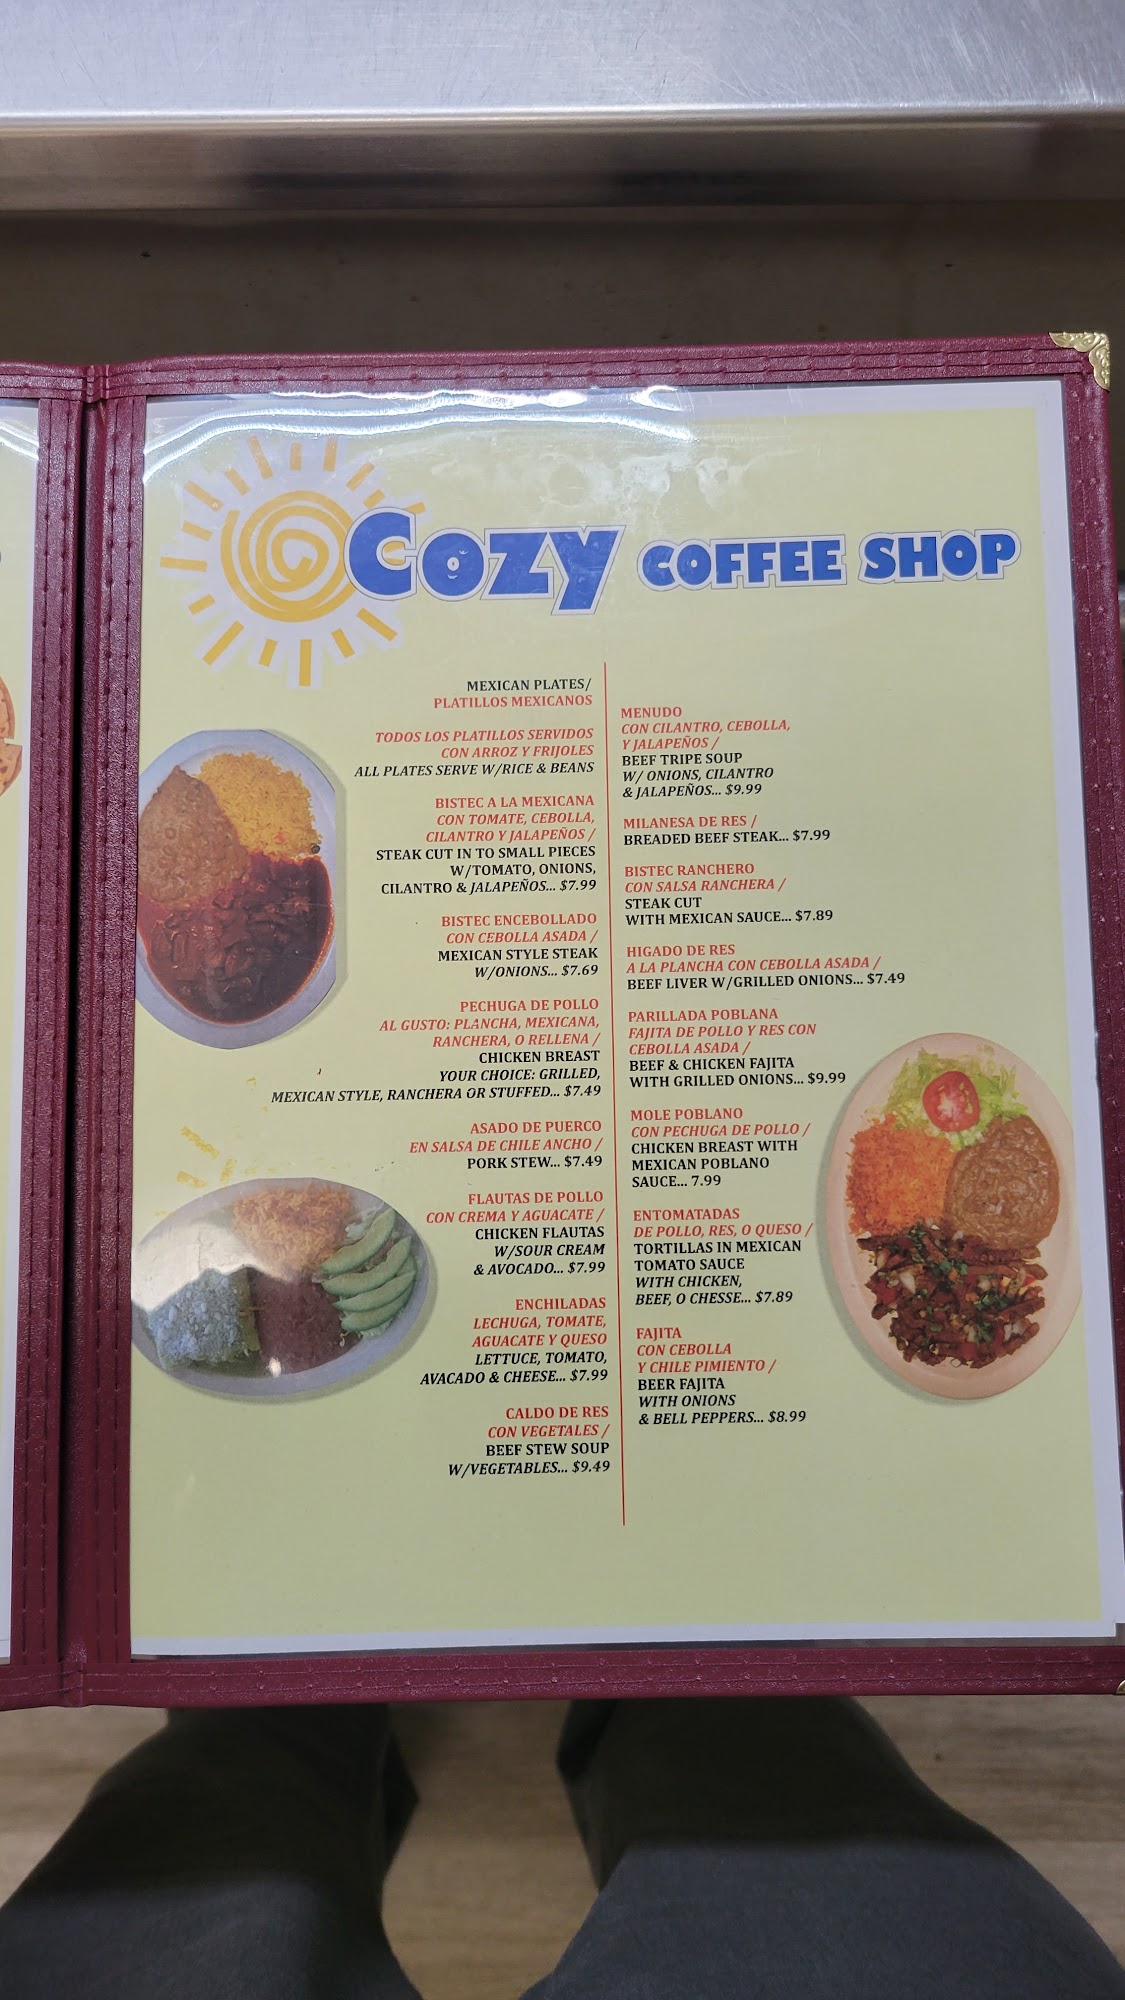 COZY COFFEE SHOP
MEXICAN PLATES/
PLATILLOS MEXICANOS
TODOS LOS PLATILLOS SERVIDOS
CON ARROZ Y FRIJOLES
ALL PLATES SERVE W/RICE & BEANS
BISTEC A LA MEXICANA
CON TOMATE, CEBOLLA,
CILANTRO Y JALAPEÑOS /
STEAK CUT IN TO SMALL PIECES
W/TOMATO, ONIONS,
CILANTRO & JALAPEÑOS... $7.99
BISTEC ENCEBOLLADO
CON CEBOLLA ASADA /
MEXICAN STYLE STEAK
W/ONIONS... $7.69
PECHUGA DE POLLO
AL GUSTO: PLANCHA, MEXICANA,
RANCHERA, O RELLENA /
CHICKEN BREAST
YOUR CHOICE: GRILLED,
MEXICAN STYLE, RANCHERA OR STUFFED... $7.49
ASADO DE PUERCO
EN SALSA DE CHILE ANCHO /
PORK STEW... $7.49
FLAUTAS DE POLLO
CON CREMA Y AGUACATE /
CHICKEN FLAUTAS
W/SOUR CREAM
& AVOCADO... $7.99
ENCHILADAS
LECHUGA, TOMATE,
AGUACATE Y QUESO
LETTUCE, TOMATO,
AVACADO & CHEESE... $7.99
CALDO DE RES
CON VEGETALES /
BEEF STEW SOUP
W/VEGETABLES... $9.49
MENUDO
CON CILANTRO, CEBOLLA,
Y JALAPEÑOS /
BEEF TRIPE SOUP
W/ ONIONS, CILANTRO
& JALAPEÑOS... $9.99
MILANESA DE RES /
BREADED BEEF STEAK... $7.99
BISTEC RANCHERO
CON SALSA RANCHERA /
STEAK CUT
WITH MEXICAN SAUCE... $7.89
HIGADO DE RES
A LA PLANCHA CON CEBOLLA ASADA /
BEEF LIVER W/GRILLED ONIONS... $7.49
PARILLADA POBLANA
FAJITA DE POLLO Y RES CON
CEBOLLA ASADA /
BEEF & CHICKEN FAJITA
WITH GRILLED ONIONS... $9.99
MOLE POBLANO
CON PECHUGA DE POLLO /
CHICKEN BREAST WITH
MEXICAN POBLANO
SAUCE... 7.99
ENTOMATADAS
DE POLLO, RES, O QUESO /
TORTILLAS IN MEXICAN
TOMATO SAUCE
WITH CHICKEN,
BEEF, O CHESSE... $7.89
FAJITA
CON CEBOLLA
Y CHILE PIMIENTO /
BEER FAJITA
WITH ONIONS
& BELL PEPPERS... $8.99